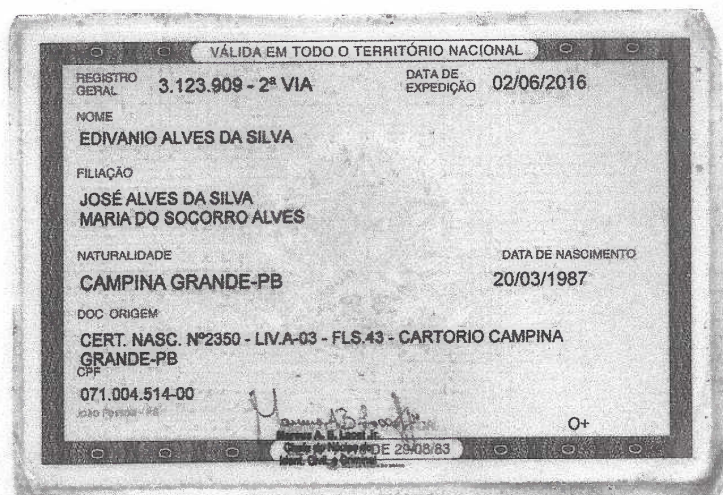 VÁLIDA EM TODO O TERRITÓRIO NACIONAL
REGISTRO GERAL 3.123.909 - 2ª VIA DATA DE EXPEDIÇÃO 02/06/2016
NOME
EDIVANIO ALVES DA SILVA
FILIAÇÃO
JOSÉ ALVES DA SILVA
MARIA DO SOCORRO ALVES
NATURALIDADE DATA DE NASCIMENTO
CAMPINA GRANDE-PB 20/03/1987
DOC ORIGEM
CERT. NASC. Nº2350 - LIV.A-03 - FLS.43 - CARTORIO CAMPINA
GRANDE-PB
CPF
071.004.514-00
João Pessoa - PB
O+
DE 29/08/83